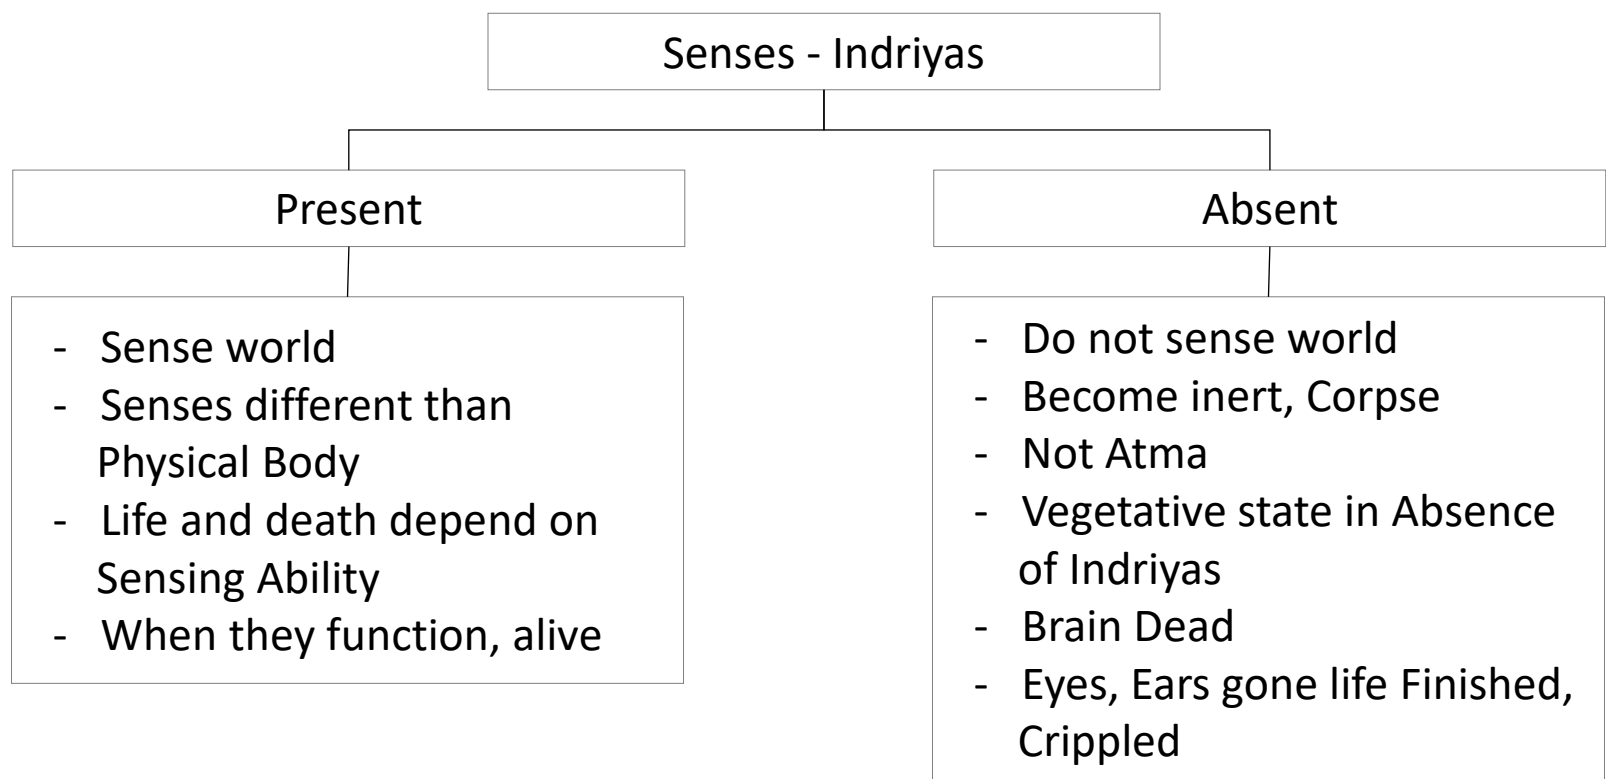 Senses - Indriyas
Present
- Sense world
- Senses different than
Physical Body
- Life and death depend on
Sensing Ability
- When they function, alive
Absent
- Do not sense world
- Become inert, Corpse
- Not Atma
- Vegetative state in Absence
of Indriyas
- Brain Dead
- Eyes, Ears gone life Finished,
Crippled